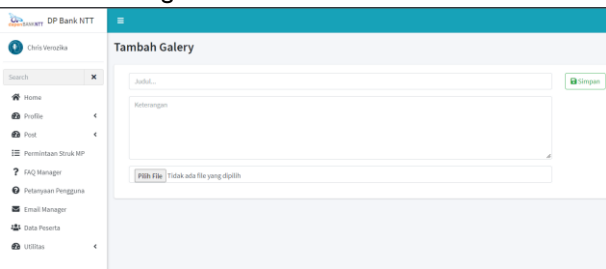 DP Bank NTT
Chris Verozika
Tambah Galery
Search
Judul...
Simpan
Keterangan
Home
Profile
Post
Permintaan Struk MP
Pilih File Tidak ada file yang dipilih
FAQ Manager
Petanyaan Pengguna
Email Manager
Data Peserta
Utilitas